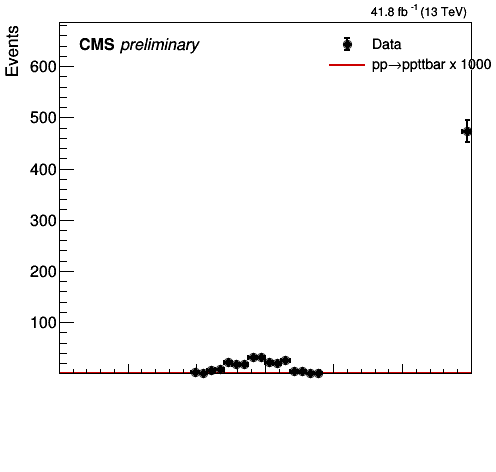 41.8 fb⁻¹ (13 TeV)
CMS preliminary
Data
pp→ppttbar x 1000
Events
600
500
400
300
200
100